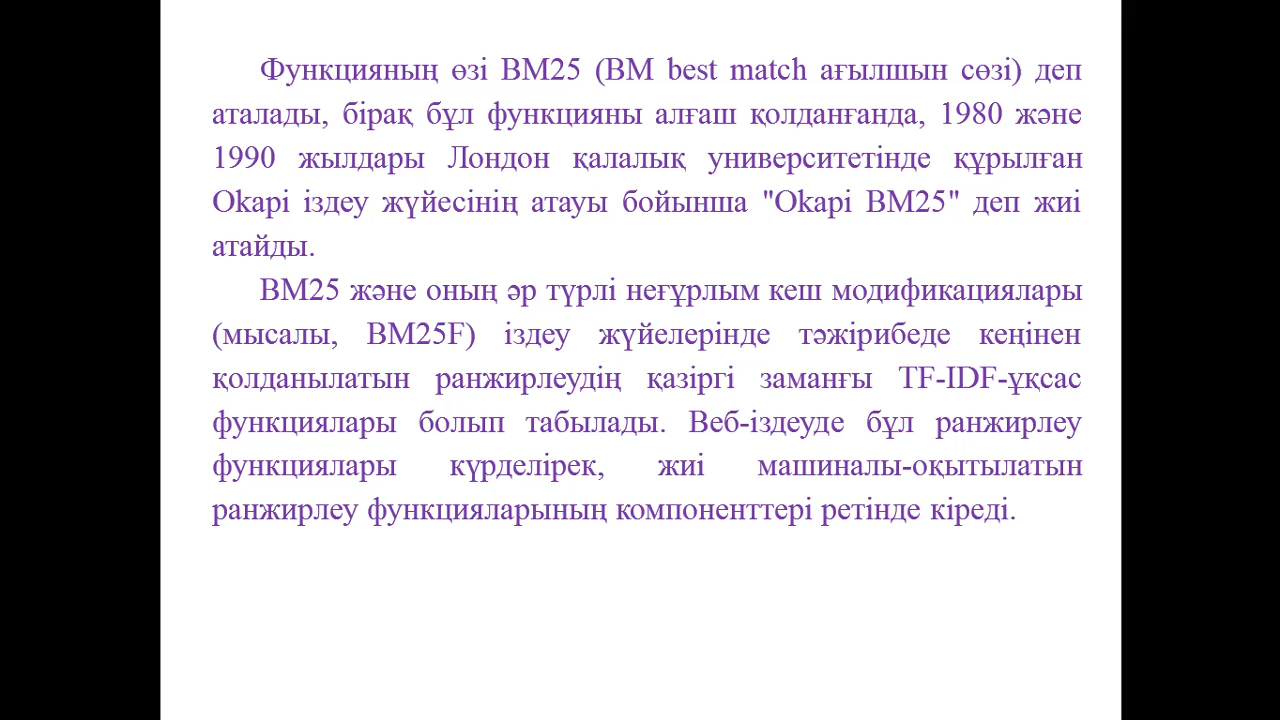 Функцияның өзі BM25 (BM best match ағылшын сөзі) деп
аталады, бірақ бұл функцияны алғаш қолданғанда, 1980 және
1990 жылдары Лондон қалалық университетінде құрылған
Okapi іздеу жүйесінің атауы бойынша "Okapi BM25" деп жиі
атайды.
BM25 және оның әр түрлі неғұрлым кеш модификациялары
(мысалы, BM25F) іздеу жүйелерінде тәжірибеде кеңінен
қолданылатын ранжирлеудің қазіргі заманғы TF-IDF-ұқсас
функциялары болып табылады. Веб-іздеуде бұл ранжирлеу
функциялары күрделірек, жиі машиналы-оқытылатын
ранжирлеу функцияларының компоненттері ретінде кіреді.